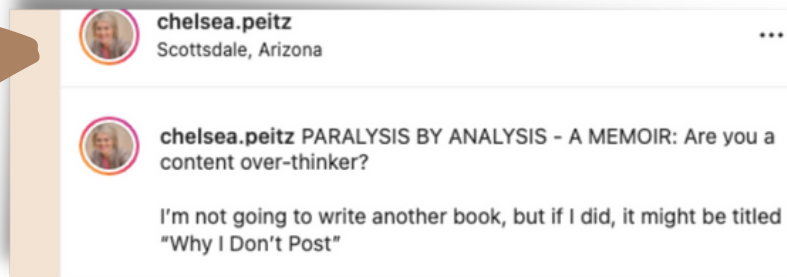 chelsea.peitz
Scottsdale, Arizona
chelsea.peitz PARALYSIS BY ANALYSIS - A MEMOIR: Are you a
content over-thinker?
I'm not going to write another book, but if I did, it might be titled
“Why I Don't Post”